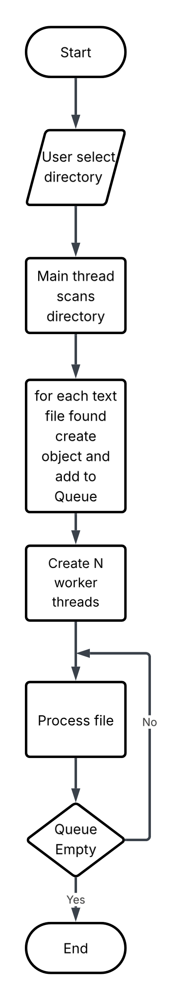 Start
User select
directory
Main thread
scans
directory
for each text
file found
create
object and
add to
Queue
Create N
worker
threads
Process file
No
Queue
Empty
Yes
End